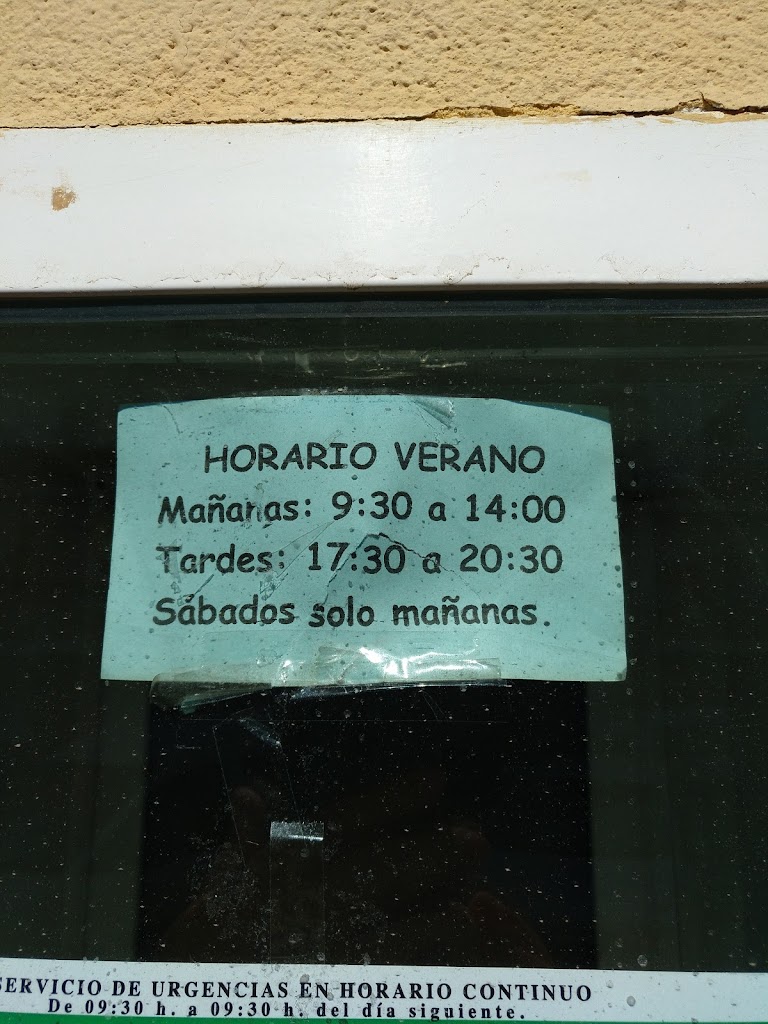 HORARIO VERANO
Mañanas: 9:30 a 14:00
Tardes: 17:30 a 20:30
Sábados solo mañanas.
SERVICIO DE URGENCIAS EN HORARIO CONTINUO
De 09:30 h. a 09:30 h. del día siguiente.